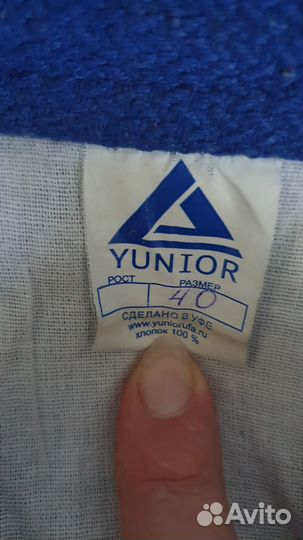 YUNIOR
РОСТ РАЗМЕР
40
СДЕЛАНО В УФЕ
www.yuniorufa.ru
хлопок 100 %
Avito